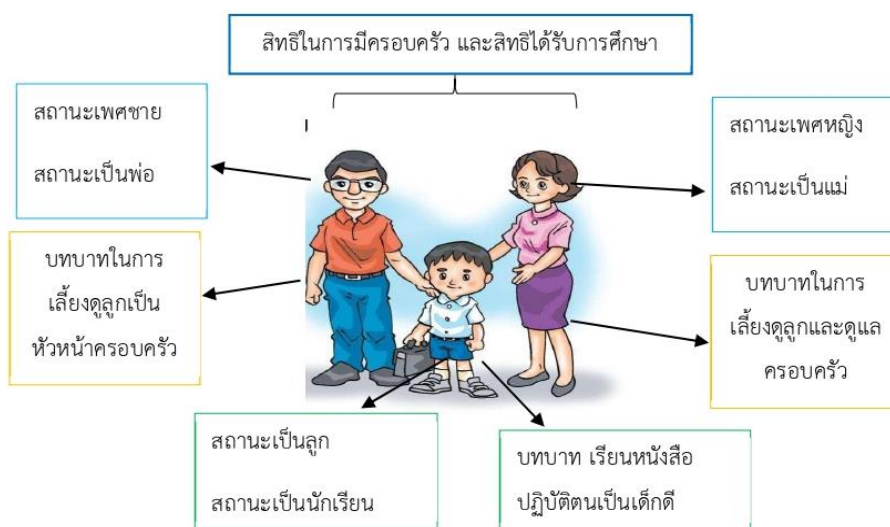 สิทธิในการมีครอบครัว และสิทธิได้รับการศึกษา
สถานะเพศชาย
สถานะเป็นพ่อ
สถานะเพศหญิง
สถานะเป็นแม่
บทบาทในการ
เลี้ยงดูลูกเป็น
หัวหน้าครอบครัว
บทบาทในการ
เลี้ยงดูลูกและดูแล
ครอบครัว
สถานะเป็นลูก
สถานะเป็นนักเรียน
บทบาท เรียนหนังสือ
ปฏิบัติตนเป็นเด็กดี